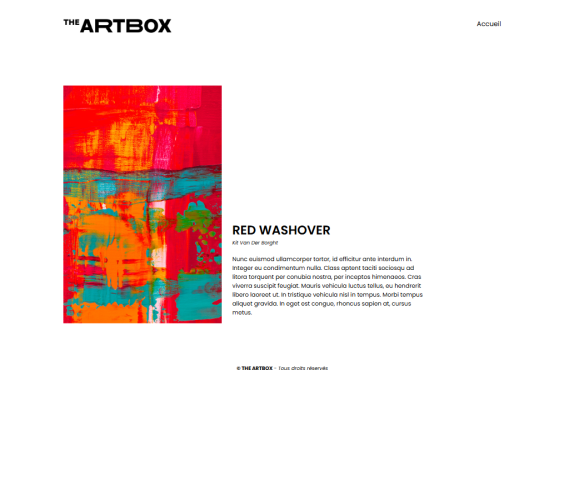 THE ARTBOX
Accueil
RED WASHOVER
Kit Van Der Borght
Nunc euismod ullamcorper tortor, id efficitur ante interdum in.
Integer eu condimentum nulla. Class aptent taciti sociosqu ad
litora torquent per conubia nostra, per inceptos himenaeos. Cras
viverra suscipit feugiat. Mauris vehicula luctus tellus, eu hendrerit
libero laoreet ut. In tristique vehicula nisl in tempus. Morbi tempus
aliquet gravida. In eget est congue, rhoncus sapien at, cursus
metus.
© THE ARTBOX - Tous droits réservés